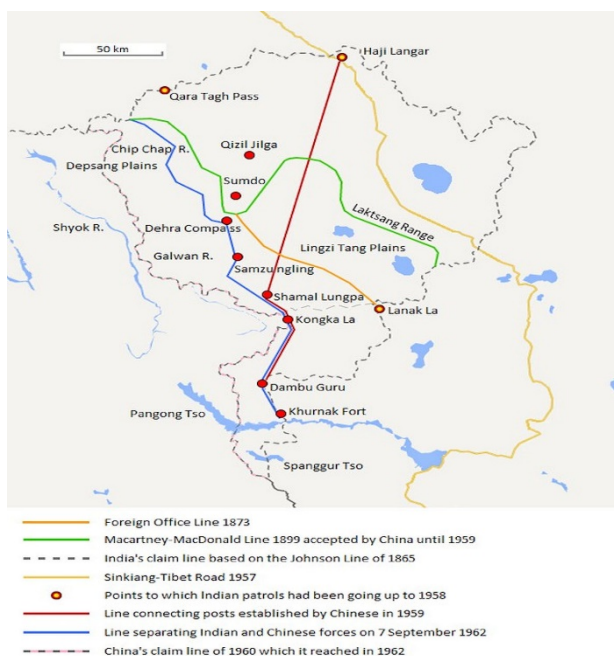 50 km
Haji Langar
Qara Tagh Pass
Chip Chap R.
Qizil Jilga
Depsang Plains
Sumdo
Laktsang Range
Shyok R.
Dehra Compass
Lingzi Tang Plains
Galwan R.
Samzungling
Shamal Lungpa
Lanak La
Kongka La
Dambu Guru
Pangong Tso
Khurnak Fort
Spanggur Tso
Foreign Office Line 1873
Macartney-MacDonald Line 1899 accepted by China until 1959
India's claim line based on the Johnson Line of 1865
Sinkiang-Tibet Road 1957
Points to which Indian patrols had been going up to 1958
Line connecting posts established by Chinese in 1959
Line separating Indian and Chinese forces on 7 September 1962
China's claim line of 1960 which it reached in 1962